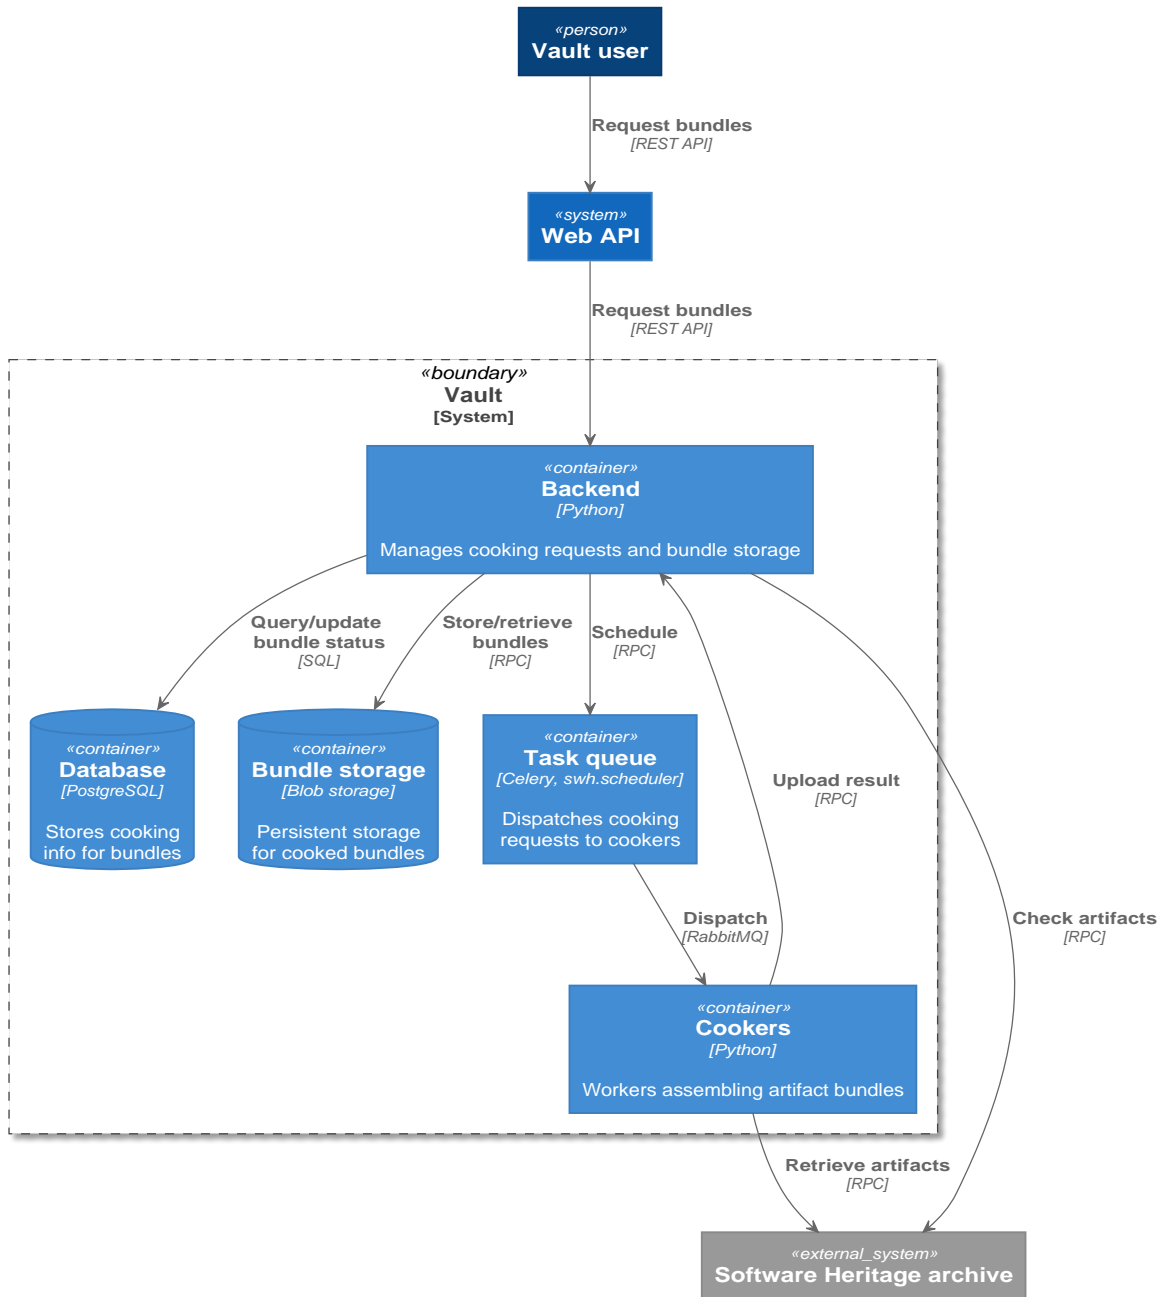 «person»
Vault user
Request bundles
[REST API]
«system»
Web API
Request bundles
[REST API]
«boundary»
Vault
[System]
«container»
Backend
[Python]
Manages cooking requests and bundle storage
Query/update
bundle status
[SQL]
Store/retrieve
bundles
[RPC]
Schedule
[RPC]
«container»
Database
[PostgreSQL]
Stores cooking
info for bundles
«container»
Bundle storage
[Blob storage]
Persistent storage
for cooked bundles
«container»
Task queue
[Celery, swh.scheduler]
Dispatches cooking
requests to cookers
Upload result
[RPC]
Dispatch
[RabbitMQ]
Check artifacts
[RPC]
«container»
Cookers
[Python]
Workers assembling artifact bundles
Retrieve artifacts
[RPC]
«external_system»
Software Heritage archive